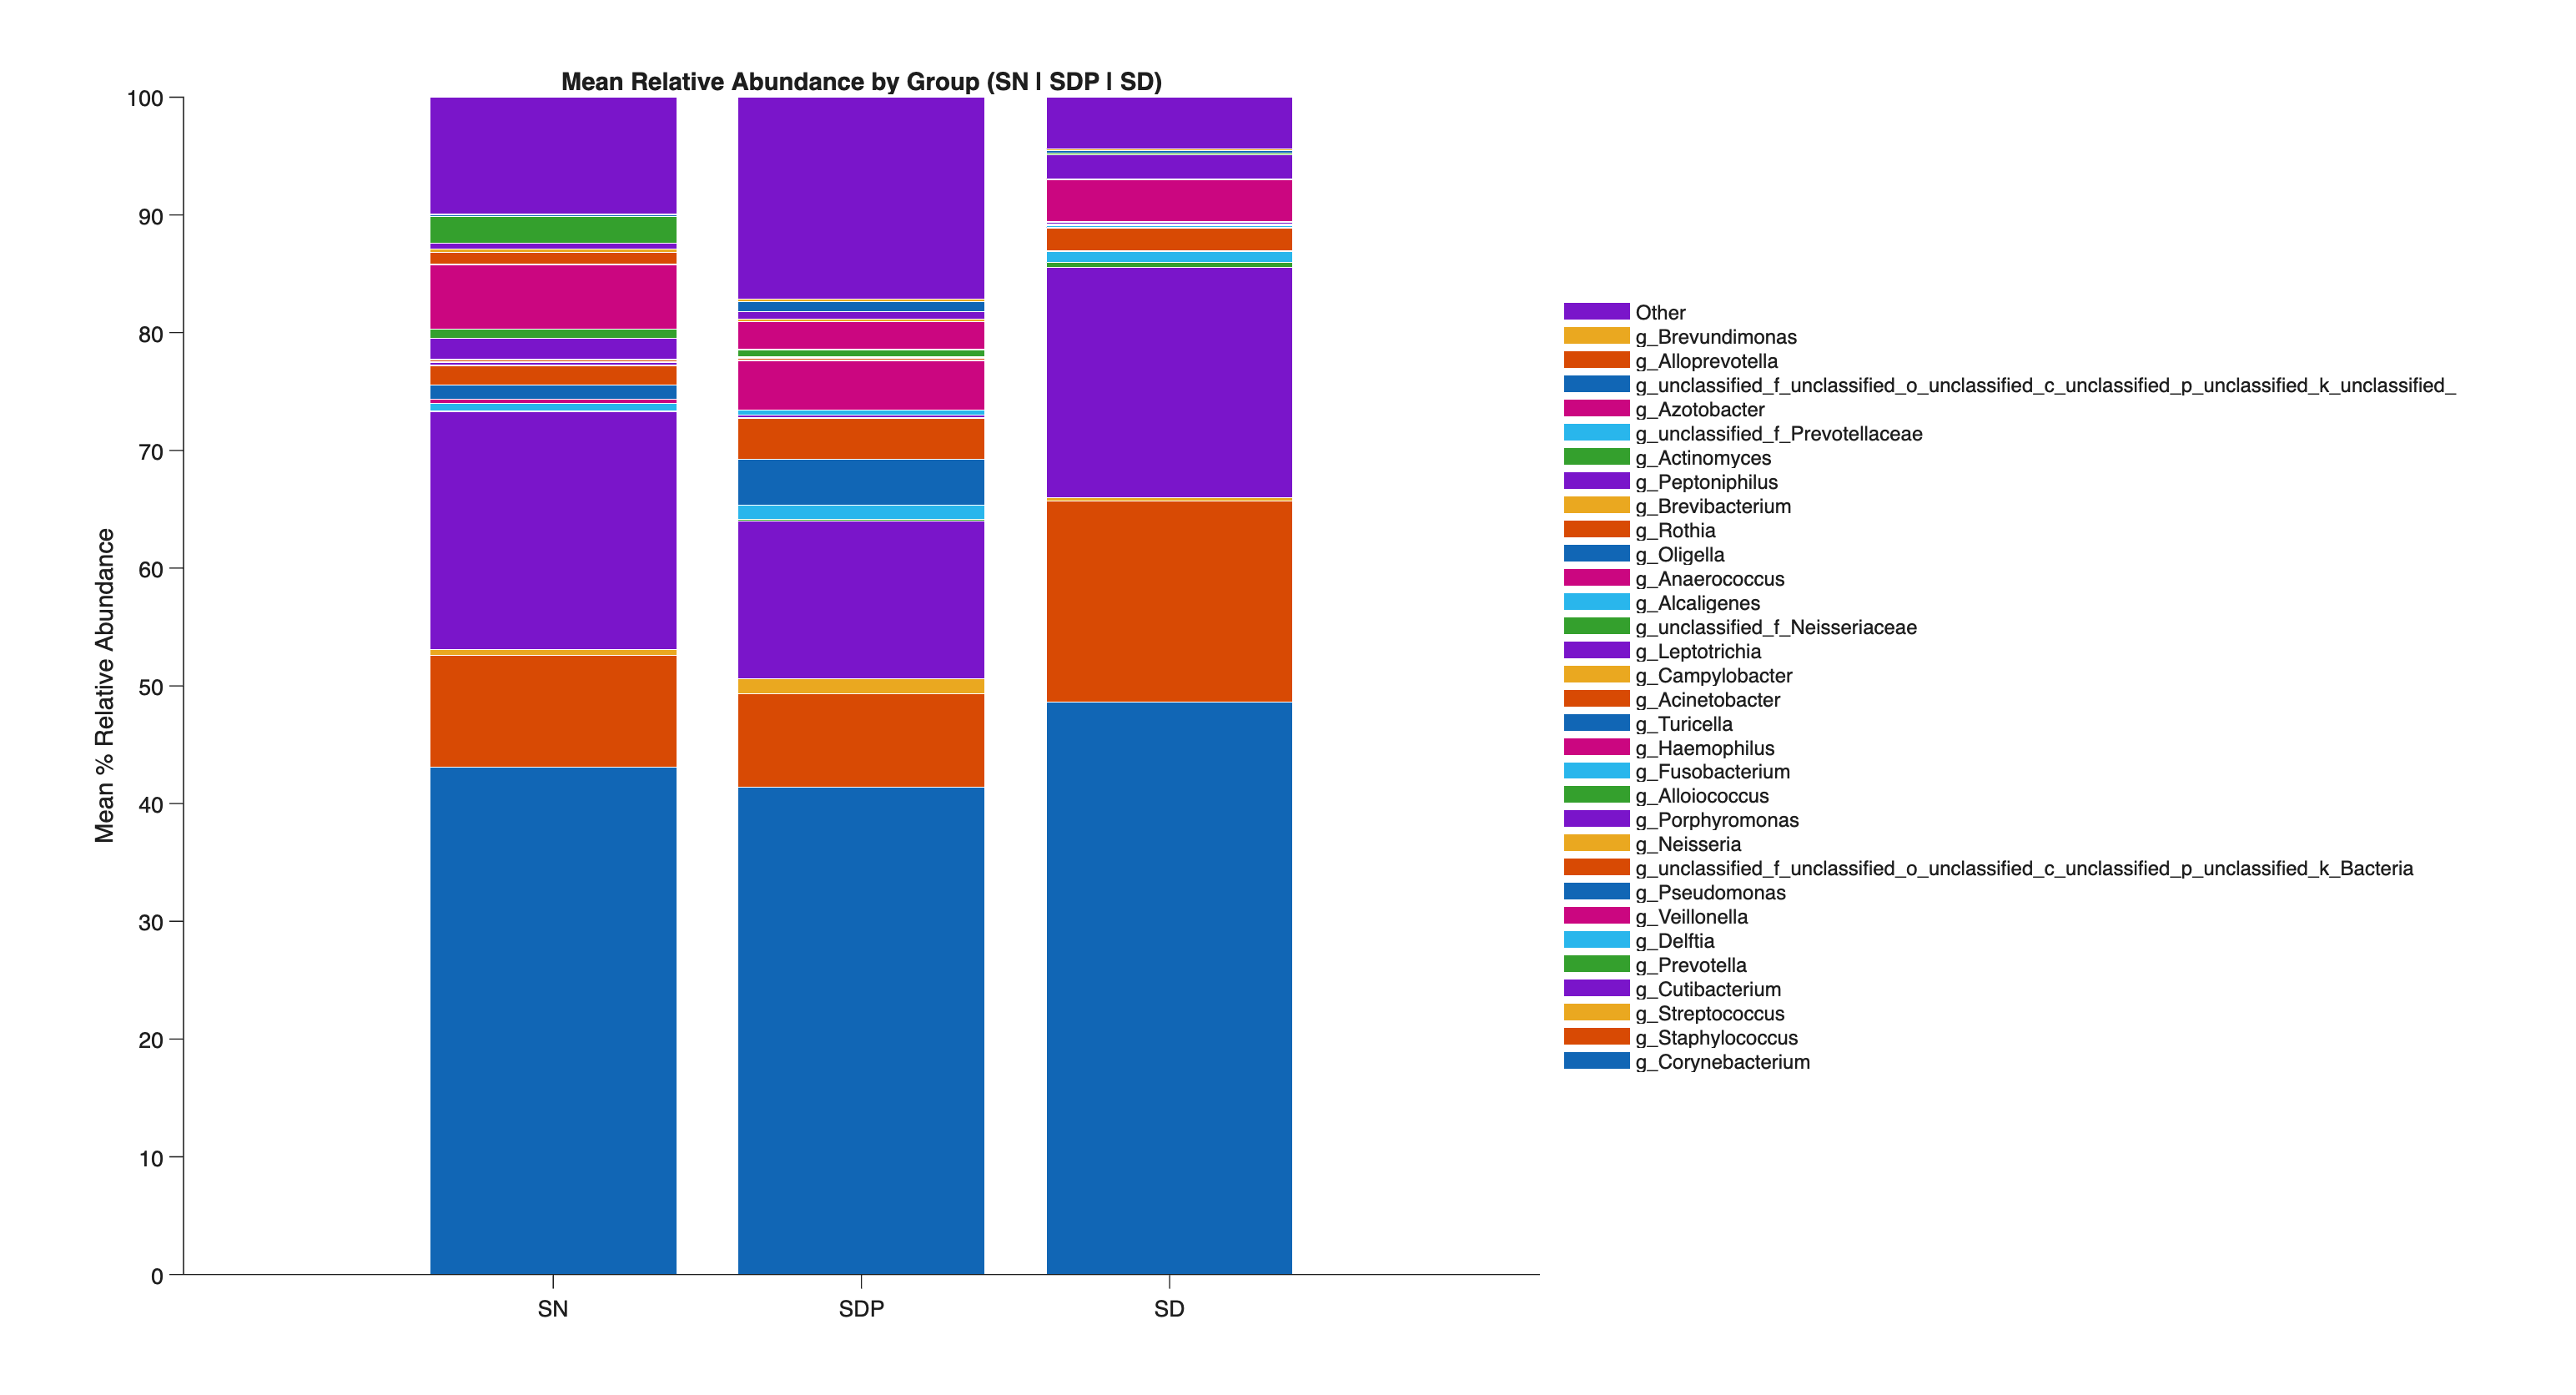 Mean Relative Abundance by Group (SN | SDP | SD)
100
90
80
70
60
50
40
30
20
10
0
Mean % Relative Abundance
SN
SDP
SD
Other
g_Brevundimonas
g_Alloprevotella
g_unclassified_f_unclassified_o_unclassified_c_unclassified_p_unclassified_k_unclassified_
g_Azotobacter
g_unclassified_f_Prevotellaceae
g_Actinomyces
g_Peptoniphilus
g_Brevibacterium
g_Rothia
g_Oligella
g_Anaerococcus
g_Alcaligenes
g_unclassified_f_Neisseriaceae
g_Leptotrichia
g_Campylobacter
g_Acinetobacter
g_Turicella
g_Haemophilus
g_Fusobacterium
g_Alloiococcus
g_Porphyromonas
g_Neisseria
g_unclassified_f_unclassified_o_unclassified_c_unclassified_p_unclassified_k_Bacteria
g_Pseudomonas
g_Veillonella
g_Delftia
g_Prevotella
g_Cutibacterium
g_Streptococcus
g_Staphylococcus
g_Corynebacterium